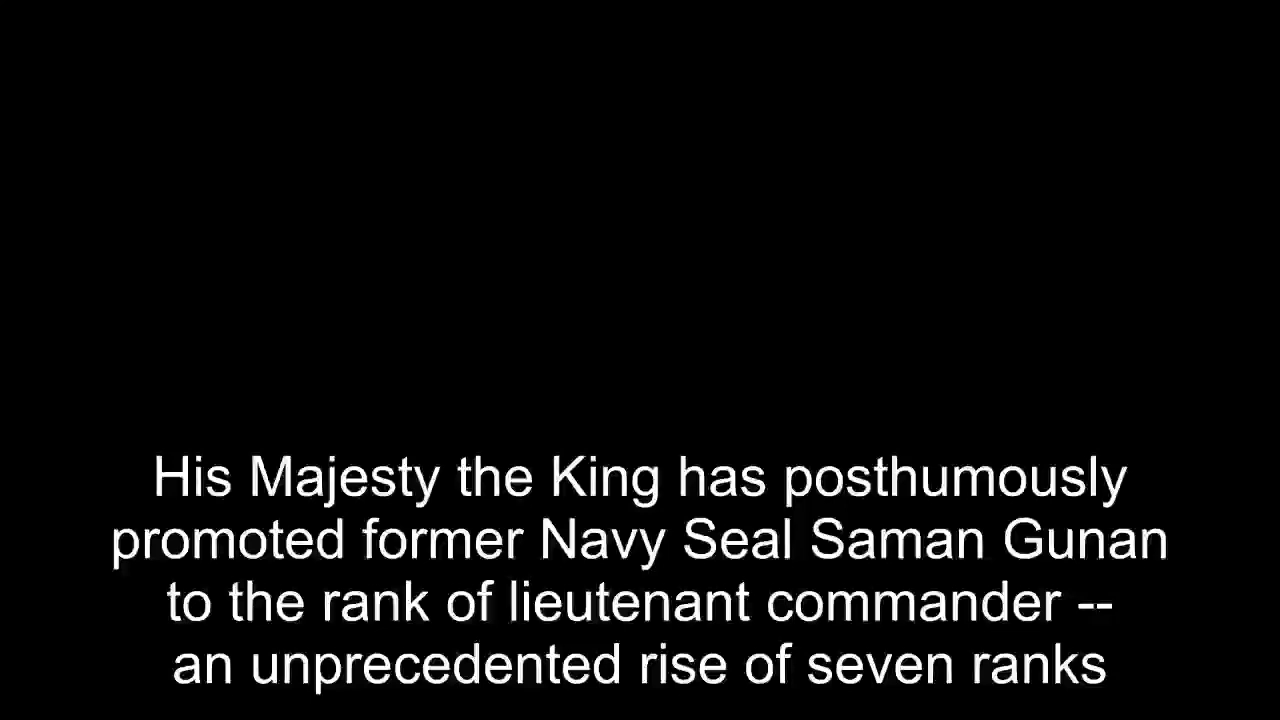 His Majesty the King has posthumously
promoted former Navy Seal Saman Gunan
to the rank of lieutenant commander --
an unprecedented rise of seven ranks